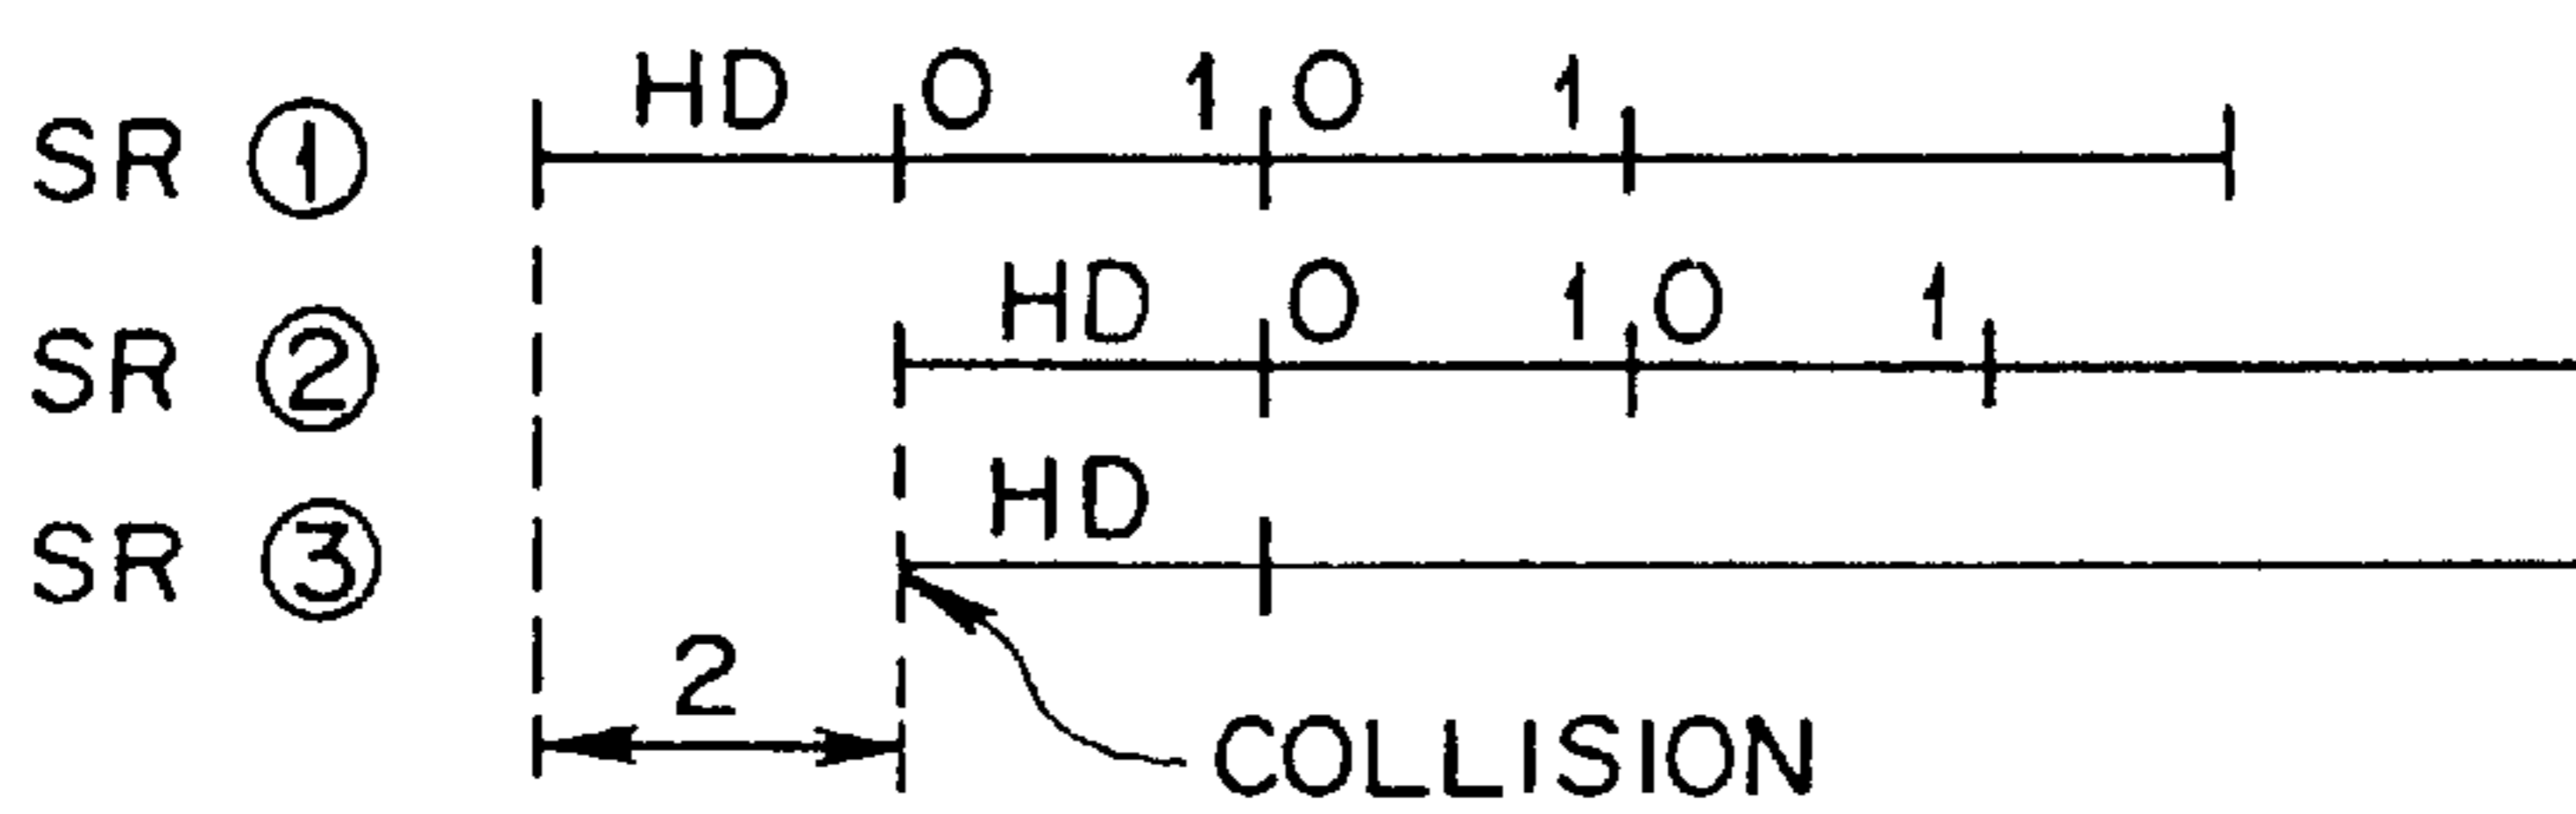 SR ① HD 0 1 0 1
SR ② HD 0 1 0 1
SR ③ HD
2
COLLISION